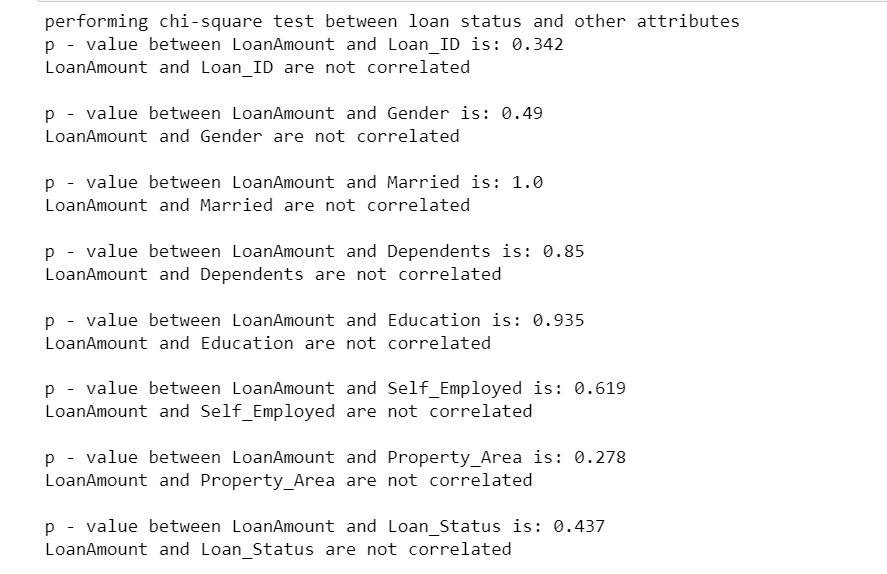 performing chi-square test between loan status and other attributes
p - value between LoanAmount and Loan_ID is: 0.342
LoanAmount and Loan_ID are not correlated
p - value between LoanAmount and Gender is: 0.49
LoanAmount and Gender are not correlated
p - value between LoanAmount and Married is: 1.0
LoanAmount and Married are not correlated
p - value between LoanAmount and Dependents is: 0.85
LoanAmount and Dependents are not correlated
p - value between LoanAmount and Education is: 0.935
LoanAmount and Education are not correlated
p - value between LoanAmount and Self_Employed is: 0.619
LoanAmount and Self_Employed are not correlated
p - value between LoanAmount and Property_Area is: 0.278
LoanAmount and Property_Area are not correlated
p - value between LoanAmount and Loan_Status is: 0.437
LoanAmount and Loan_Status are not correlated